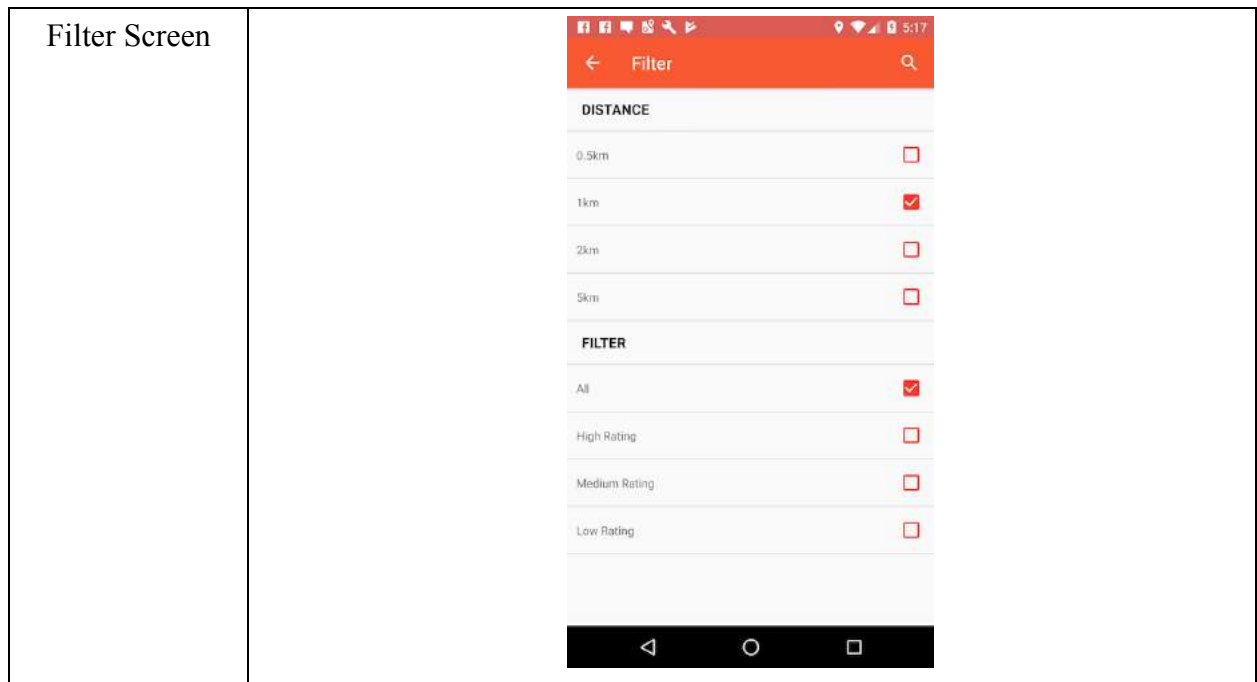 Filter Screen
5:17
Filter
DISTANCE
0.5km
1km
2km
5km
FILTER
All
High Rating
Medium Rating
Low Rating